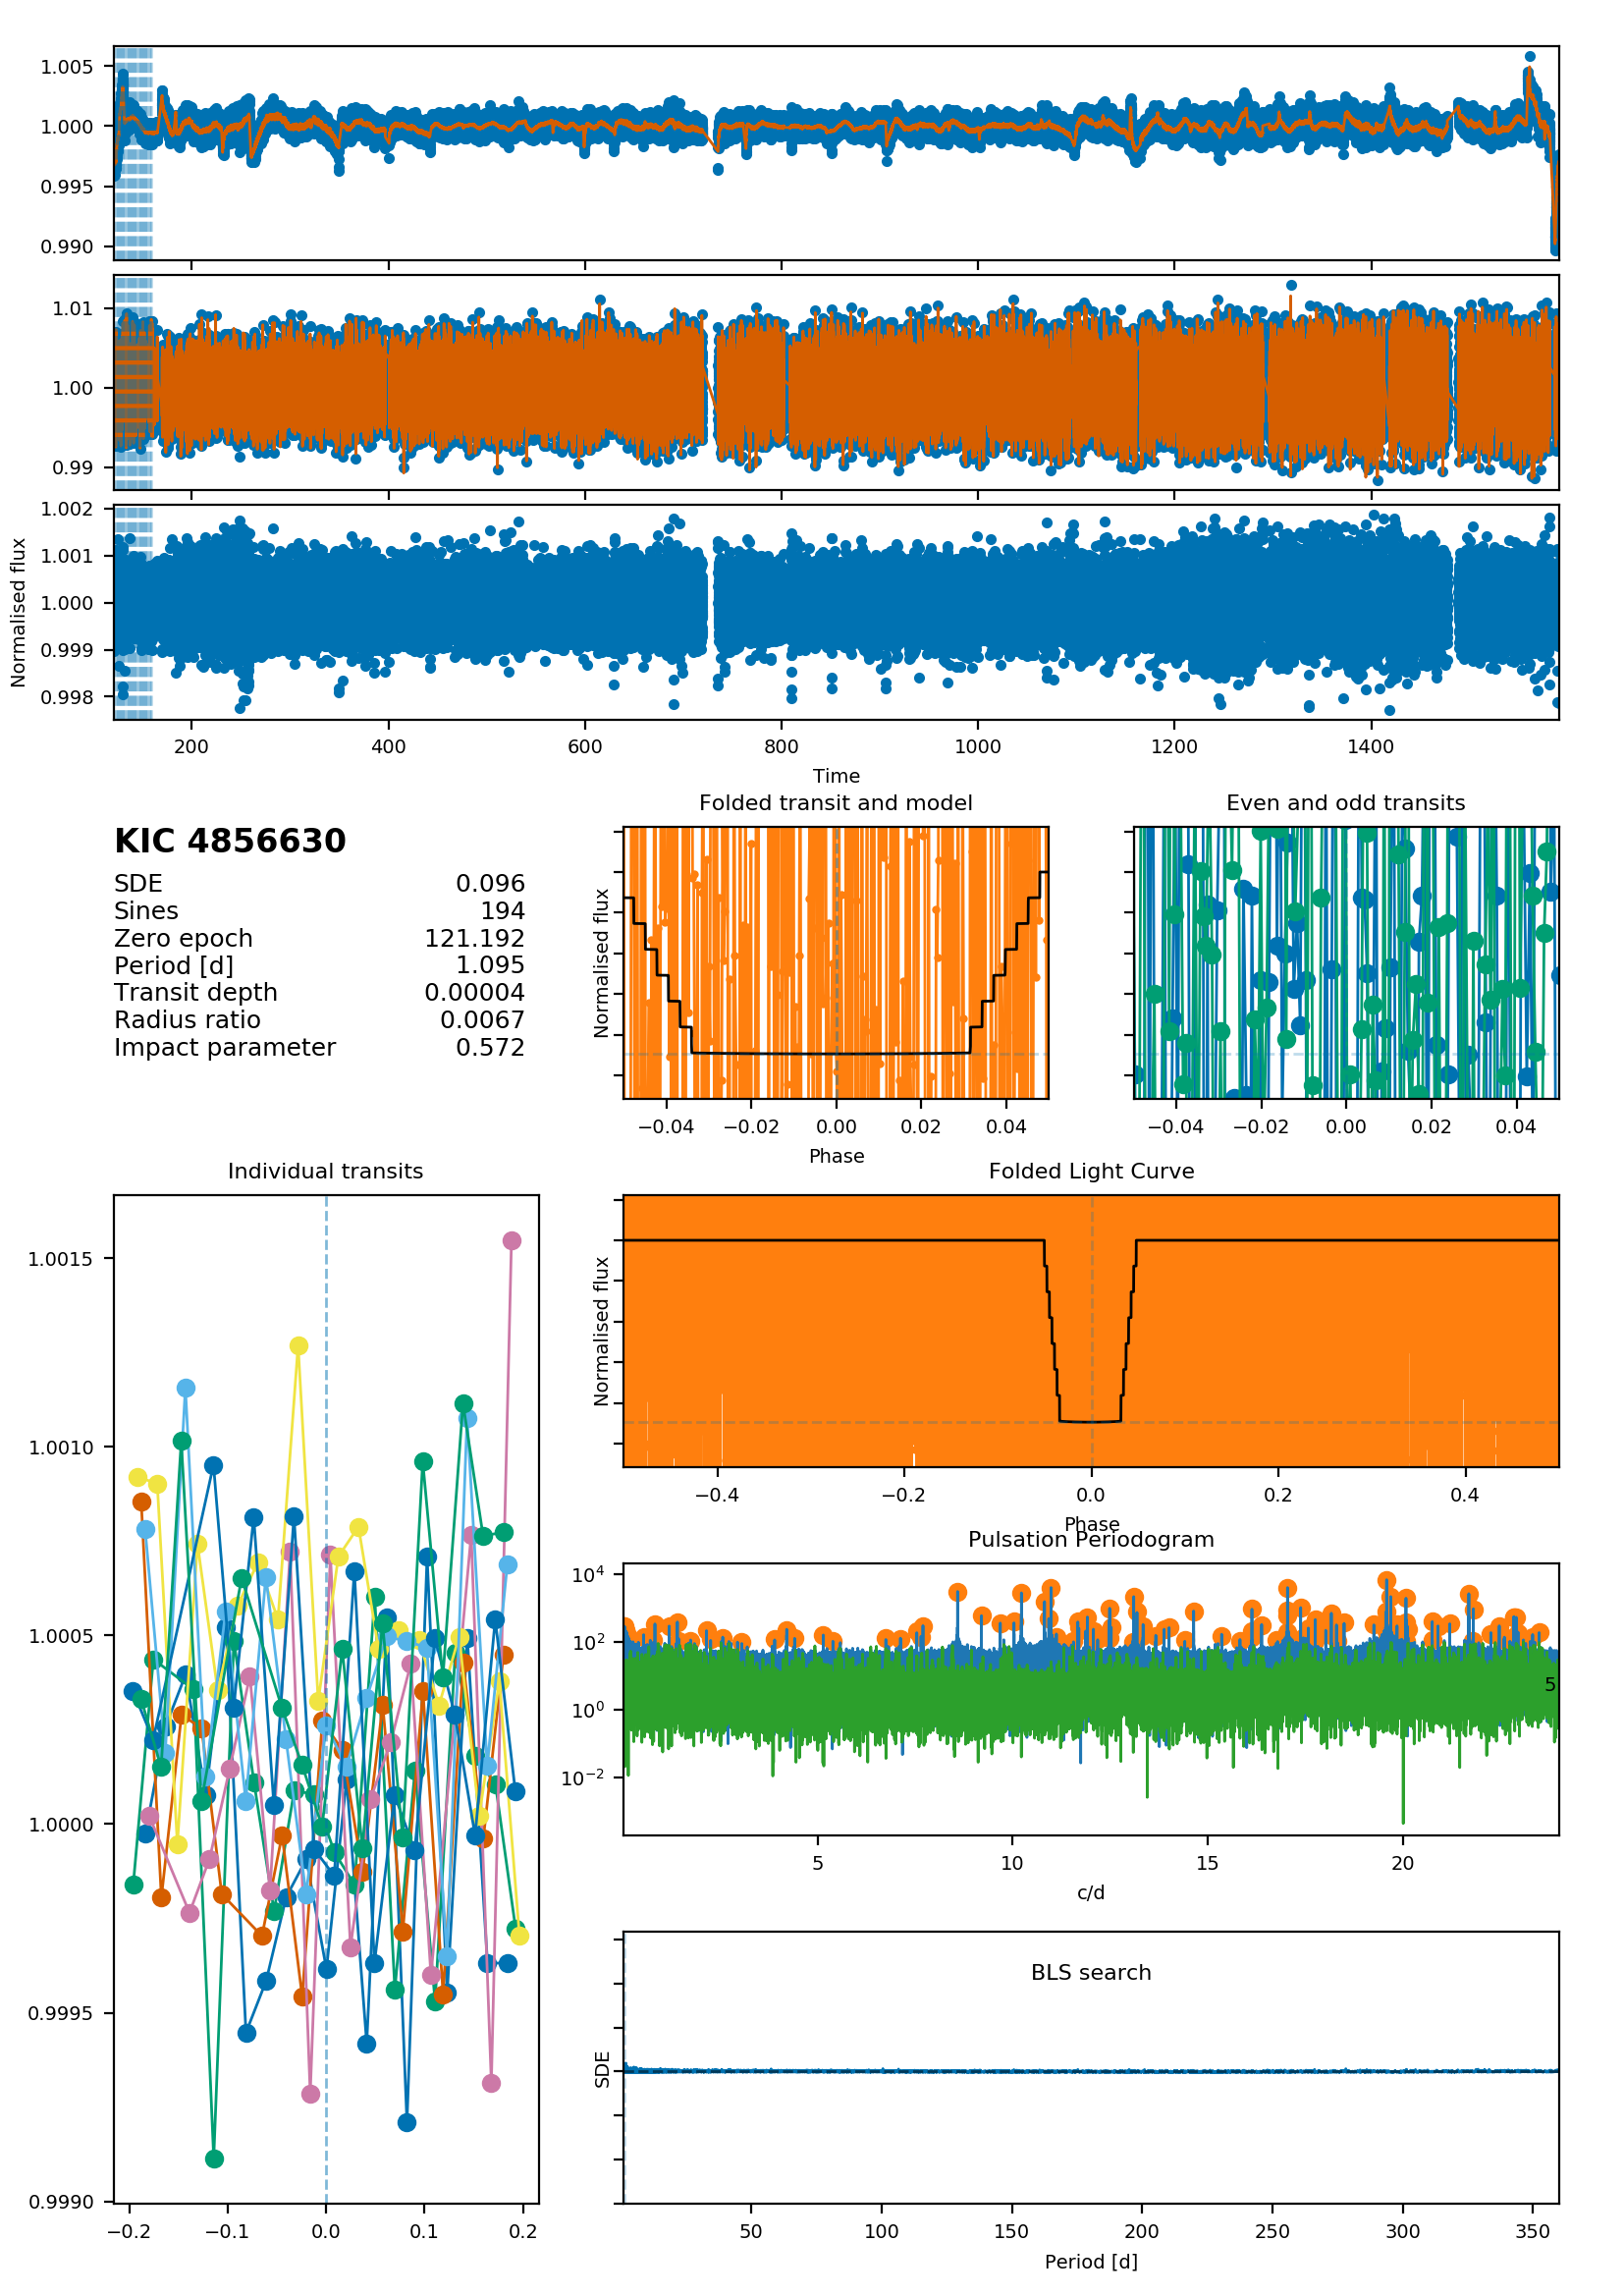 1.005
1.000
0.995
0.990
1.01
1.00
0.99
1.002
1.001
1.000
0.999
0.998
Normalised flux
200 400 600 800 1000 1200 1400
Time
KIC 4856630
SDE 0.096
Sines 194
Zero epoch 121.192
Period [d] 1.095
Transit depth 0.00004
Radius ratio 0.0067
Impact parameter 0.572
Folded transit and model
Normalised flux
−0.04 −0.02 0.00 0.02 0.04
Phase
Even and odd transits
−0.04 −0.02 0.00 0.02 0.04
Individual transits
1.0015
1.0010
1.0005
1.0000
0.9995
0.9990
−0.2 −0.1 0.0 0.1 0.2
Folded Light Curve
Normalised flux
−0.4 −0.2 0.0 0.2 0.4
Phase
Pulsation Periodogram
10⁴
10²
10⁰
10⁻²
5
5 10 15 20
c/d
BLS search
SDE
50 100 150 200 250 300 350
Period [d]